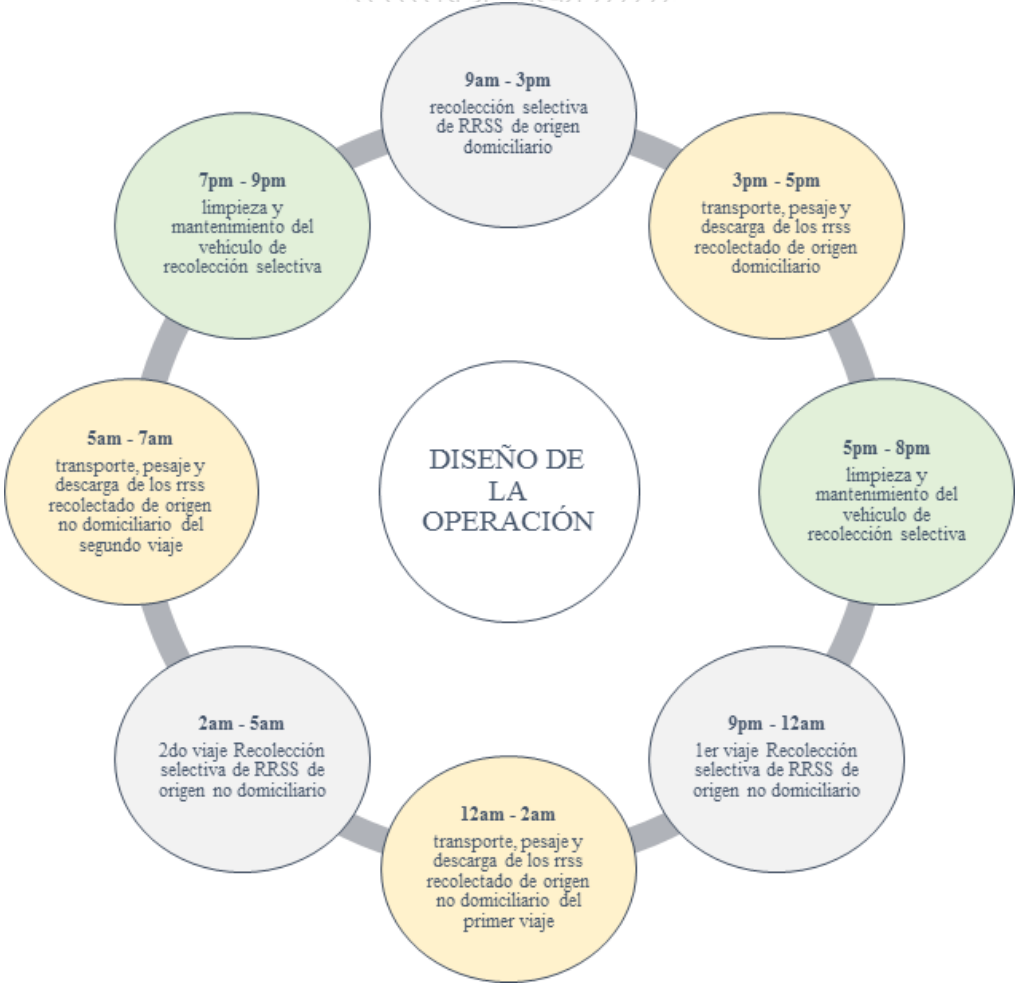 9am - 3pm
recolección selectiva
de RRSS de origen
domiciliario
3pm - 5pm
transporte, pesaje y
descarga de los rrss
recolectado de origen
domiciliario
5pm - 8pm
limpieza y
mantenimiento del
vehículo de
recolección selectiva
9pm - 12am
1er viaje Recolección
selectiva de RRSS de
origen no domiciliario
12am - 2am
transporte, pesaje y
descarga de los rrss
recolectado de origen
no domiciliario del
primer viaje
2am - 5am
2do viaje Recolección
selectiva de RRSS de
origen no domiciliario
5am - 7am
transporte, pesaje y
descarga de los rrss
recolectado de origen
no domiciliario del
segundo viaje
7pm - 9pm
limpieza y
mantenimiento del
vehículo de
recolección selectiva
DISEÑO DE
LA
OPERACIÓN